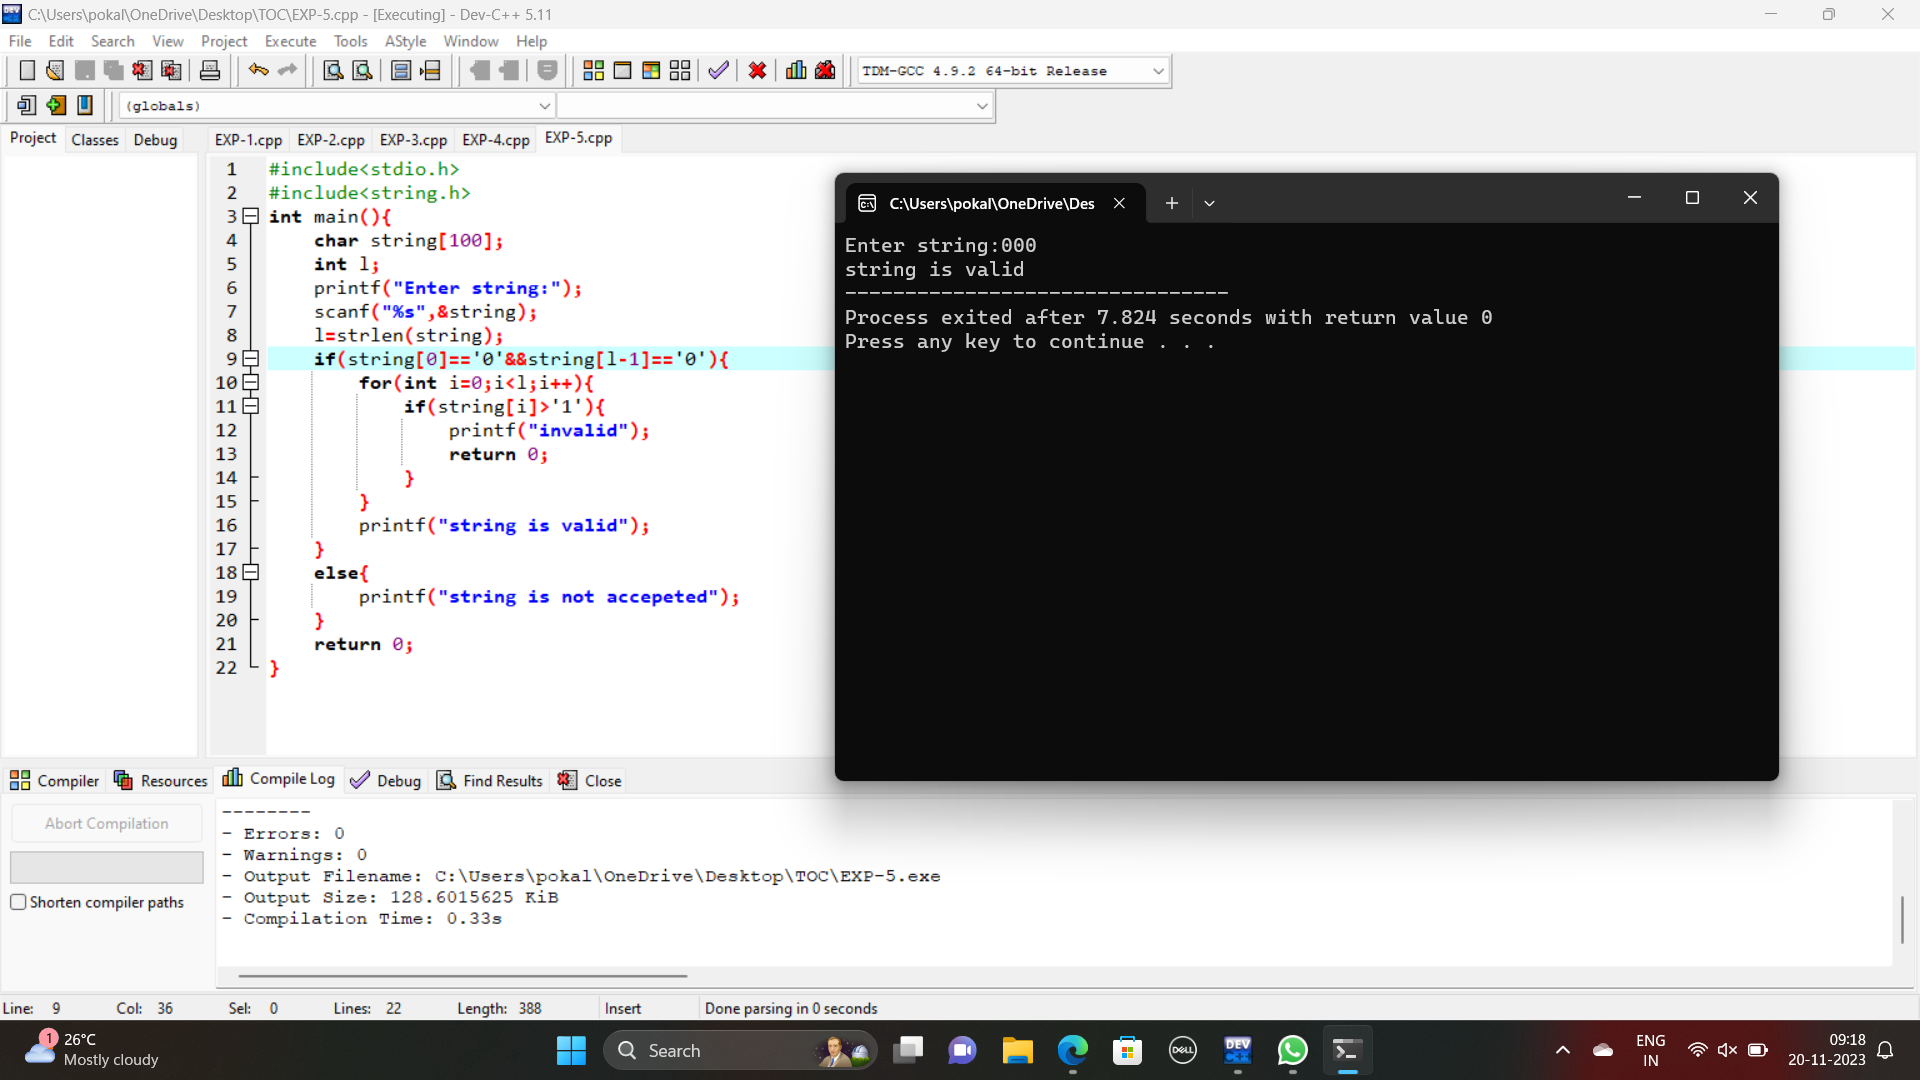 C:\Users\pokal\OneDrive\Desktop\TOC\EXP-5.cpp - [Executing] - Dev-C++ 5.11
File Edit Search View Project Execute Tools AStyle Window Help
TDM-GCC 4.9.2 64-bit Release
(globals)
Project Classes Debug
EXP-1.cpp EXP-2.cpp EXP-3.cpp EXP-4.cpp EXP-5.cpp
1 #include<stdio.h>
2 #include<string.h>
3 int main(){
4 char string[100];
5 int l;
6 printf("Enter string:");
7 scanf("%s",&string);
8 l=strlen(string);
9 if(string[0]=='0'&&string[l-1]=='0'){
10 for(int i=0;i<l;i++){
11 if(string[i]>'1'){
12 printf("invalid");
13 return 0;
14 }
15 }
16 printf("string is valid");
17 }
18 else{
19 printf("string is not accepeted");
20 }
21 return 0;
22 }
C:\Users\pokal\OneDrive\Des
Enter string:000
string is valid
--------------------------------
Process exited after 7.824 seconds with return value 0
Press any key to continue . . .
Compiler Resources Compile Log Debug Find Results Close
Abort Compilation
Shorten compiler paths
--------
- Errors: 0
- Warnings: 0
- Output Filename: C:\Users\pokal\OneDrive\Desktop\TOC\EXP-5.exe
- Output Size: 128.6015625 KiB
- Compilation Time: 0.33s
Line: 9 Col: 36 Sel: 0 Lines: 22 Length: 388 Insert Done parsing in 0 seconds
1
26°C
Mostly cloudy
Search
DELL
DEV
C++
ENG
IN
09:18
20-11-2023